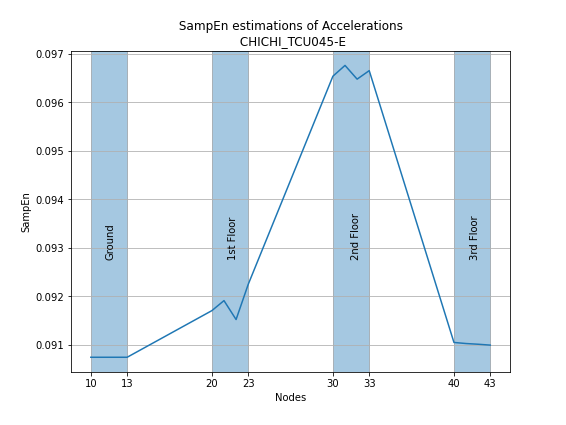 SampEn estimations of Accelerations
CHICHI_TCU045-E
0.097
0.096
0.095
0.094
0.093
0.092
0.091
SampEn
Ground
1st Floor
2nd Floor
3rd Floor
10 13 20 23 30 33 40 43
Nodes